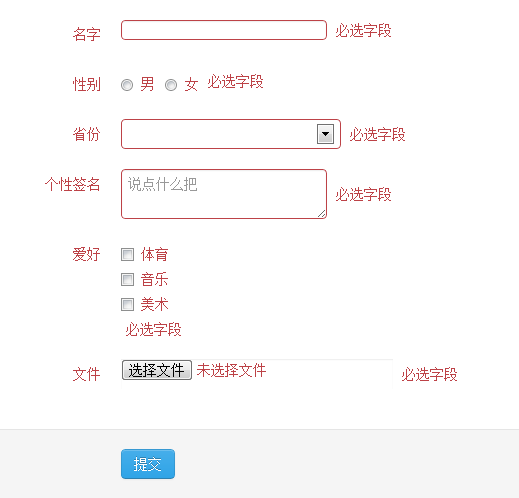 名字 必选字段
性别 男 女 必选字段
省份 必选字段
个性签名 说点什么把 必选字段
爱好 体育
音乐
美术
必选字段
文件 选择文件 未选择文件 必选字段
提交